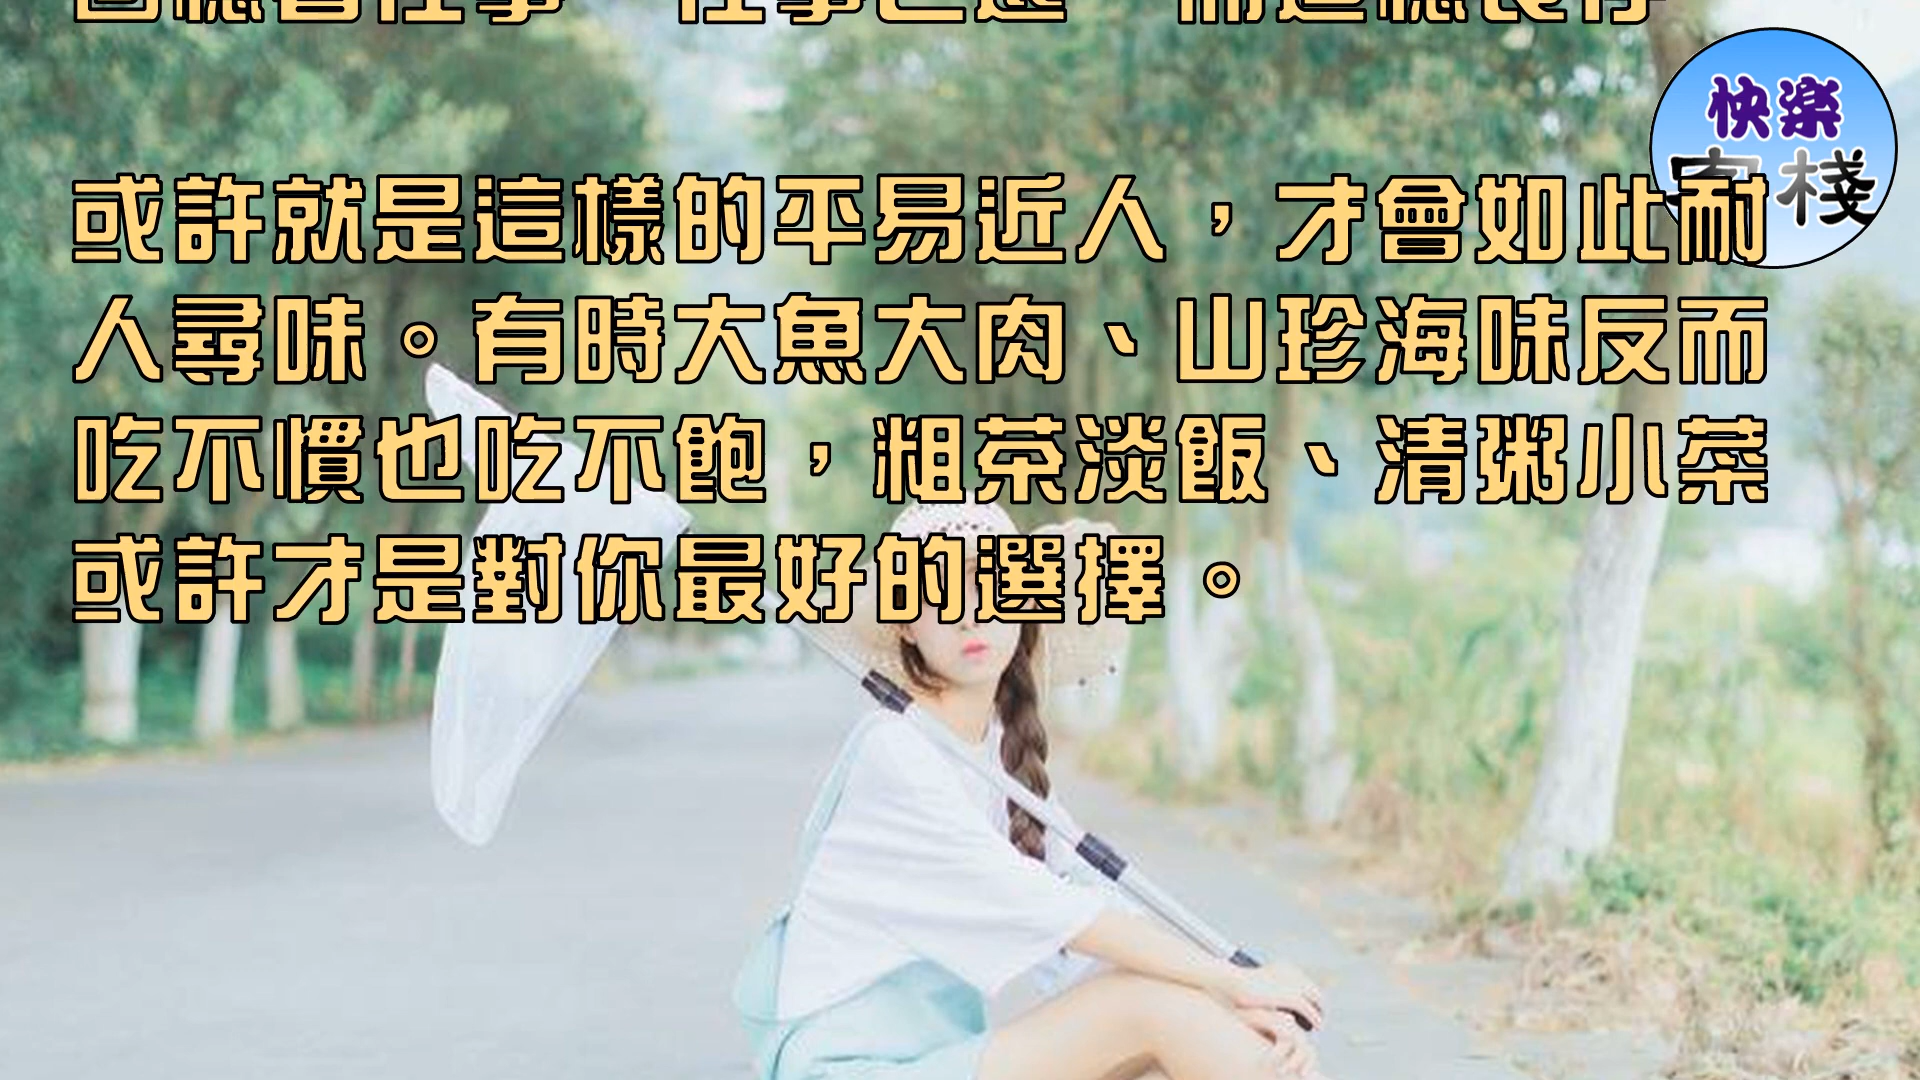 快樂
客棧
或許就是這樣的平易近人，才會如此耐
人尋味。有時大魚大肉、山珍海味反而
吃不慣也吃不飽，粗茶淡飯、清粥小菜
或許才是對你最好的選擇。